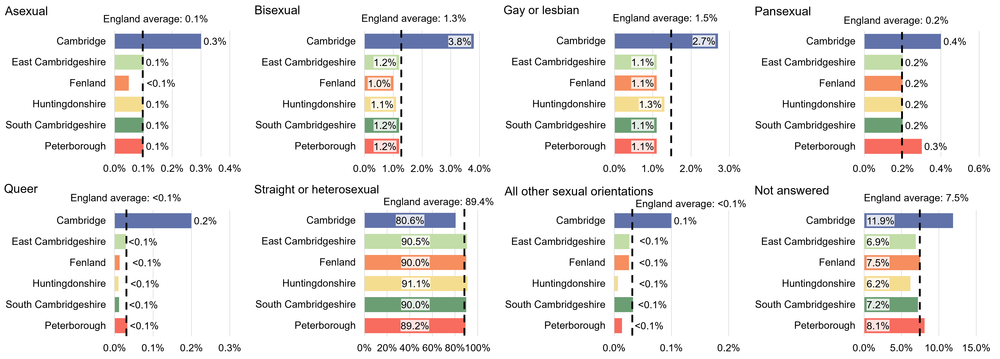 Asexual
England average: 0.1%
Cambridge 0.3%
East Cambridgeshire 0.1%
Fenland <0.1%
Huntingdonshire 0.1%
South Cambridgeshire 0.1%
Peterborough 0.1%
0.0% 0.1% 0.2% 0.3% 0.4%
Bisexual
England average: 1.3%
Cambridge 3.8%
East Cambridgeshire 1.2%
Fenland 1.0%
Huntingdonshire 1.1%
South Cambridgeshire 1.2%
Peterborough 1.2%
0.0% 1.0% 2.0% 3.0% 4.0%
Gay or lesbian
England average: 1.5%
Cambridge 2.7%
East Cambridgeshire 1.1%
Fenland 1.1%
Huntingdonshire 1.3%
South Cambridgeshire 1.1%
Peterborough 1.1%
0.0% 1.0% 2.0% 3.0%
Pansexual
England average: 0.2%
Cambridge 0.4%
East Cambridgeshire 0.2%
Fenland 0.2%
Huntingdonshire 0.2%
South Cambridgeshire 0.2%
Peterborough 0.3%
0.0% 0.2% 0.4% 0.6%
Queer
England average: <0.1%
Cambridge 0.2%
East Cambridgeshire <0.1%
Fenland <0.1%
Huntingdonshire <0.1%
South Cambridgeshire <0.1%
Peterborough <0.1%
0.0% 0.1% 0.2% 0.3%
Straight or heterosexual
England average: 89.4%
Cambridge 80.6%
East Cambridgeshire 90.5%
Fenland 90.0%
Huntingdonshire 91.1%
South Cambridgeshire 90.0%
Peterborough 89.2%
0% 20% 40% 60% 80% 100%
All other sexual orientations
England average: <0.1%
Cambridge 0.1%
East Cambridgeshire <0.1%
Fenland <0.1%
Huntingdonshire <0.1%
South Cambridgeshire <0.1%
Peterborough <0.1%
0.0% 0.1% 0.2%
Not answered
England average: 7.5%
Cambridge 11.9%
East Cambridgeshire 6.9%
Fenland 7.5%
Huntingdonshire 6.2%
South Cambridgeshire 7.2%
Peterborough 8.1%
0.0% 5.0% 10.0% 15.0%